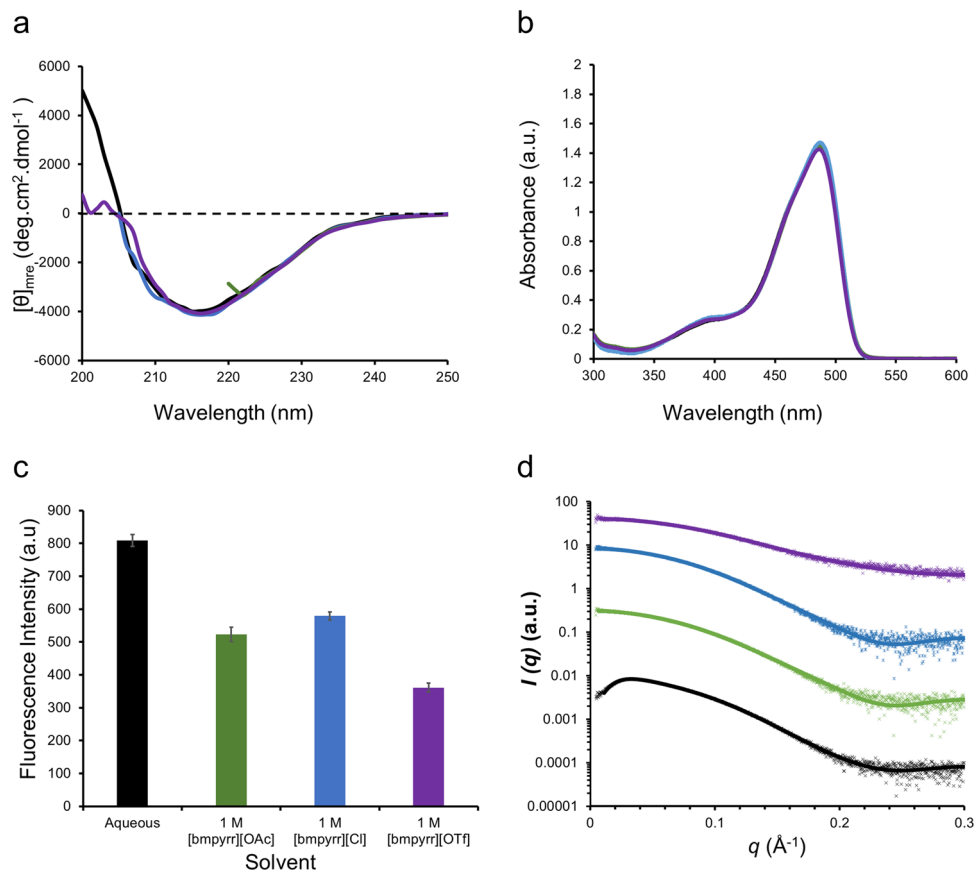 a
6000
4000
2000
0
-2000
-4000
-6000
200
210
220
230
240
250
[θ]mre (deg.cm².dmol⁻¹)
Wavelength (nm)
b
2
1.8
1.6
1.4
1.2
1
0.8
0.6
0.4
0.2
0
300
350
400
450
500
550
600
Absorbance (a.u.)
Wavelength (nm)
c
900
800
700
600
500
400
300
200
100
0
Fluorescence Intensity (a.u)
Aqueous
1 M
[bmpyrr][OAc]
1 M
[bmpyrr][Cl]
1 M
[bmpyrr][OTf]
Solvent
d
100
10
1
0.1
0.01
0.001
0.0001
0.00001
0
0.1
0.2
0.3
I (q) (a.u.)
q (Å⁻¹)